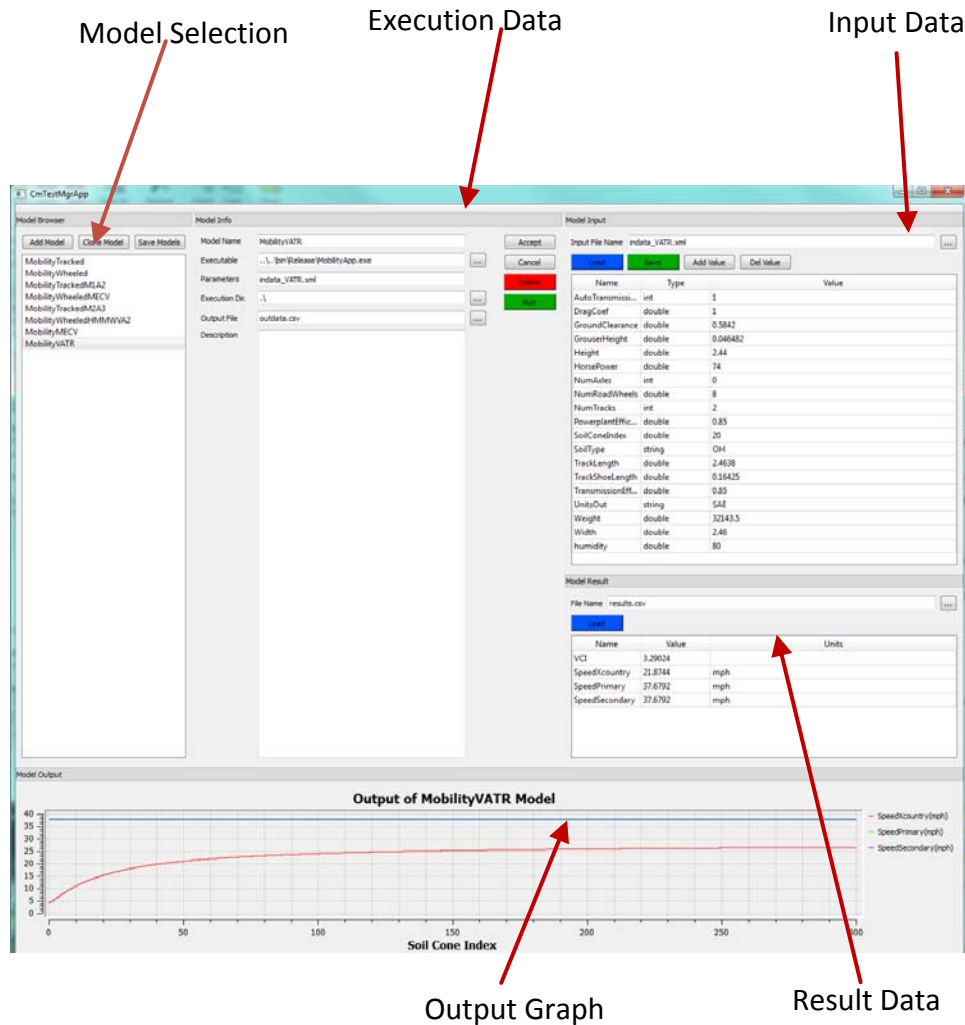 Model Selection
Execution Data
Input Data
CmTestMgrApp
Model Browser
Add Model Clone Model Save Models
MobilityTracked
MobilityWheeled
MobilityTrackedM1A2
MobilityWheeledMECV
MobilityTrackedM2A3
MobilityWheeledHMMWVA2
MobilityMECV
MobilityVATR
Model Info
Model Name MobilityVATR
Executable ..\..\bin\Release\MobilityApp.exe ...
Parameters indata_VATR.xml
Execution Dir. .\ ...
Output File outdata.csv ...
Description
Accept
Cancel
Delete
Run
Model Input
Input File Name indata_VATR.xml ...
Load Save Add Value Del Value
Name Type Value
AutoTransmissi... int 1
DragCoef double 1
GroundClearance double 0.5842
GrouserHeight double 0.046482
Height double 2.44
HorsePower double 74
NumAxles int 0
NumRoadWheels double 8
NumTracks int 2
PowerplantEffic... double 0.85
SoilConeIndex double 20
SoilType string OH
TrackLength double 2.4638
TrackShoeLength double 0.16425
TransmissionEff... double 0.85
UnitsOut string SAE
Weight double 32143.5
Width double 2.46
humidity double 80
Model Result
File Name results.csv ...
Load
Name Value Units
VCI 3.29024
SpeedXcountry 21.8744 mph
SpeedPrimary 37.6792 mph
SpeedSecondary 37.6792 mph
Model Output
Output of MobilityVATR Model
40
35
30
25
20
15
10
5
0
0 50 100 150 200 250 300
Soil Cone Index
SpeedXcountry(mph)
SpeedPrimary(mph)
SpeedSecondary(mph)
Output Graph
Result Data